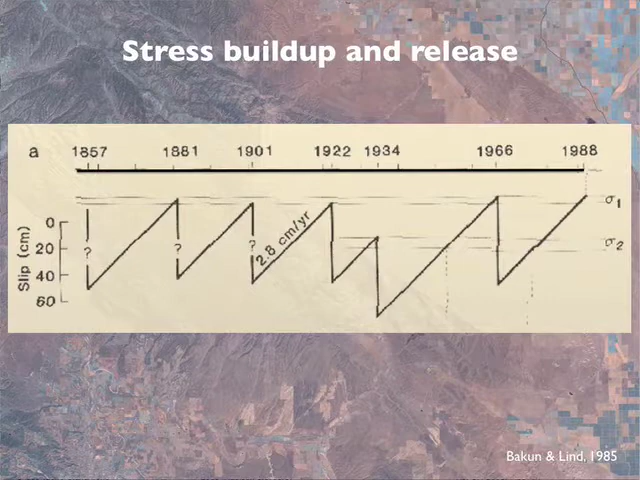 Stress buildup and release
a 1857 1881 1901 1922 1934 1966 1988
σ1
σ2
Slip (cm)
0
20
40
60
?
?
?
2.8 cm/yr
Bakun & Lind, 1985